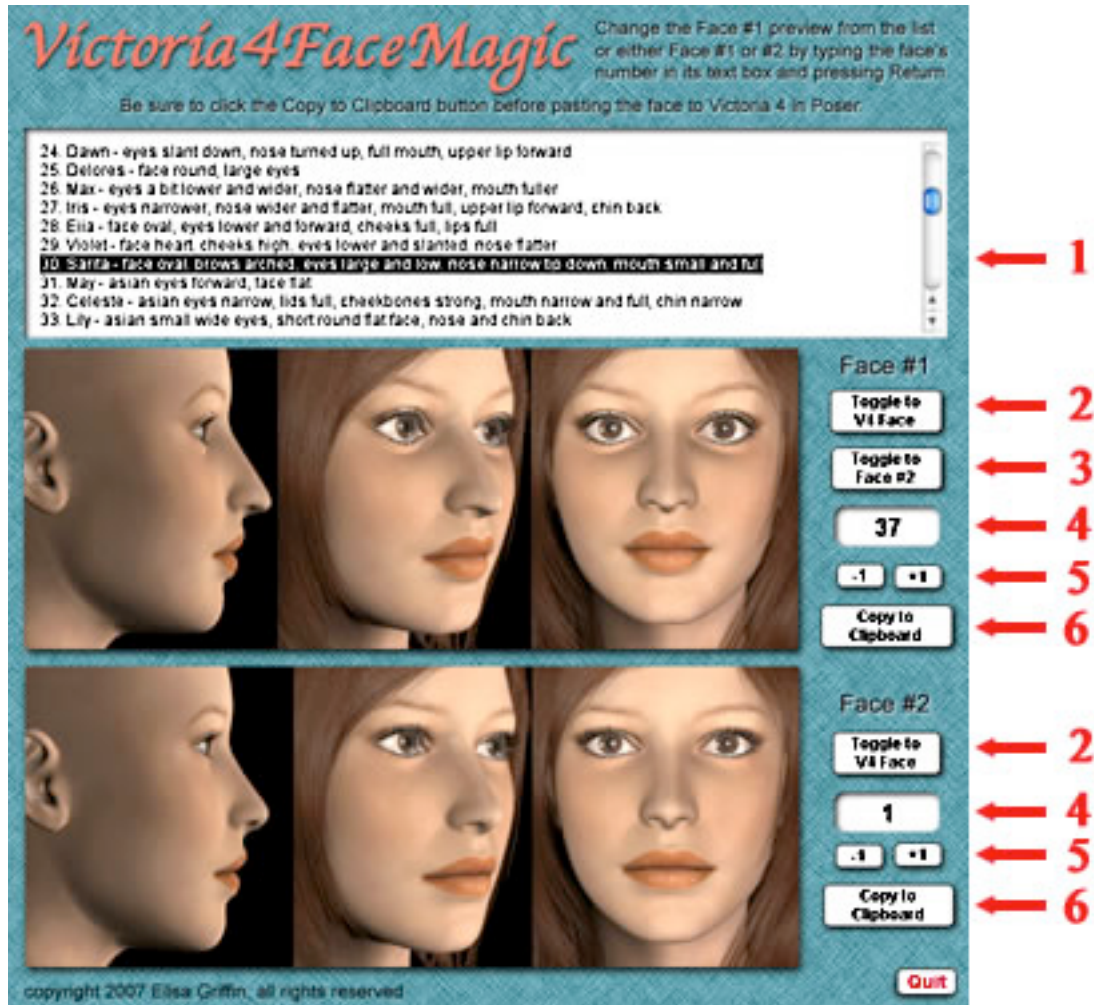 Victoria4FaceMagic
Change the Face #1 preview from the list
or either Face #1 or #2 by typing the face's
number in its text box and pressing Return.
Be sure to click the Copy to Clipboard button before pasting the face to Victoria 4 in Poser.
24. Dawn - eyes slant down, nose turned up, full mouth, upper lip forward
25. Delores - face round, large eyes
26. Max - eyes a bit lower and wider, nose flatter and wider, mouth fuller
27. Iris - eyes narrower, nose wider and flatter, mouth full, upper lip forward, chin back
28. - face oval, eyes lower and forward, cheeks full, lips full
29. Violet - face heart, cheeks high, eyes lower and slanted, nose flatter
30. Sarita - face oval, brows arched, eyes large and low, nose narrow tip down, mouth small and full
31. May - asian eyes forward, face flat
32. Celeste - asian eyes narrow, lids full, cheekbones strong, mouth narrow and full, chin narrow
33. Lily - asian small wide eyes, short round flat face, nose and chin back
1
Face #1
Toggle to
V4 Face
2
Toggle to
Face #2
3
37
4
-1 +1
5
Copy to
Clipboard
6
Face #2
Toggle to
V4 Face
2
1
4
-1 +1
5
Copy to
Clipboard
6
Quit
copyright 2007 Elisa Griffin, all rights reserved